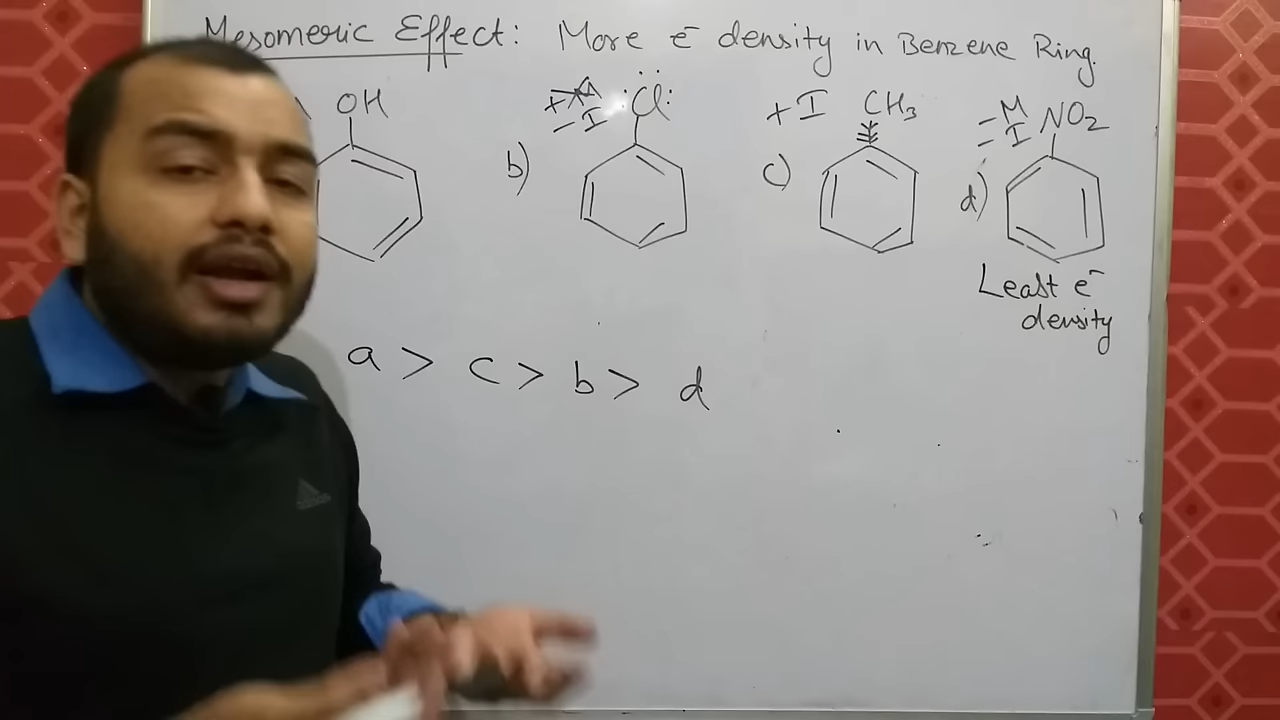 Mesomeric Effect: More e⁻ density in Benzene Ring.
OH
b) +M - I :Cl:
c) + I CH3
d) - M - I NO2
Least e⁻
density
a > c > b > d